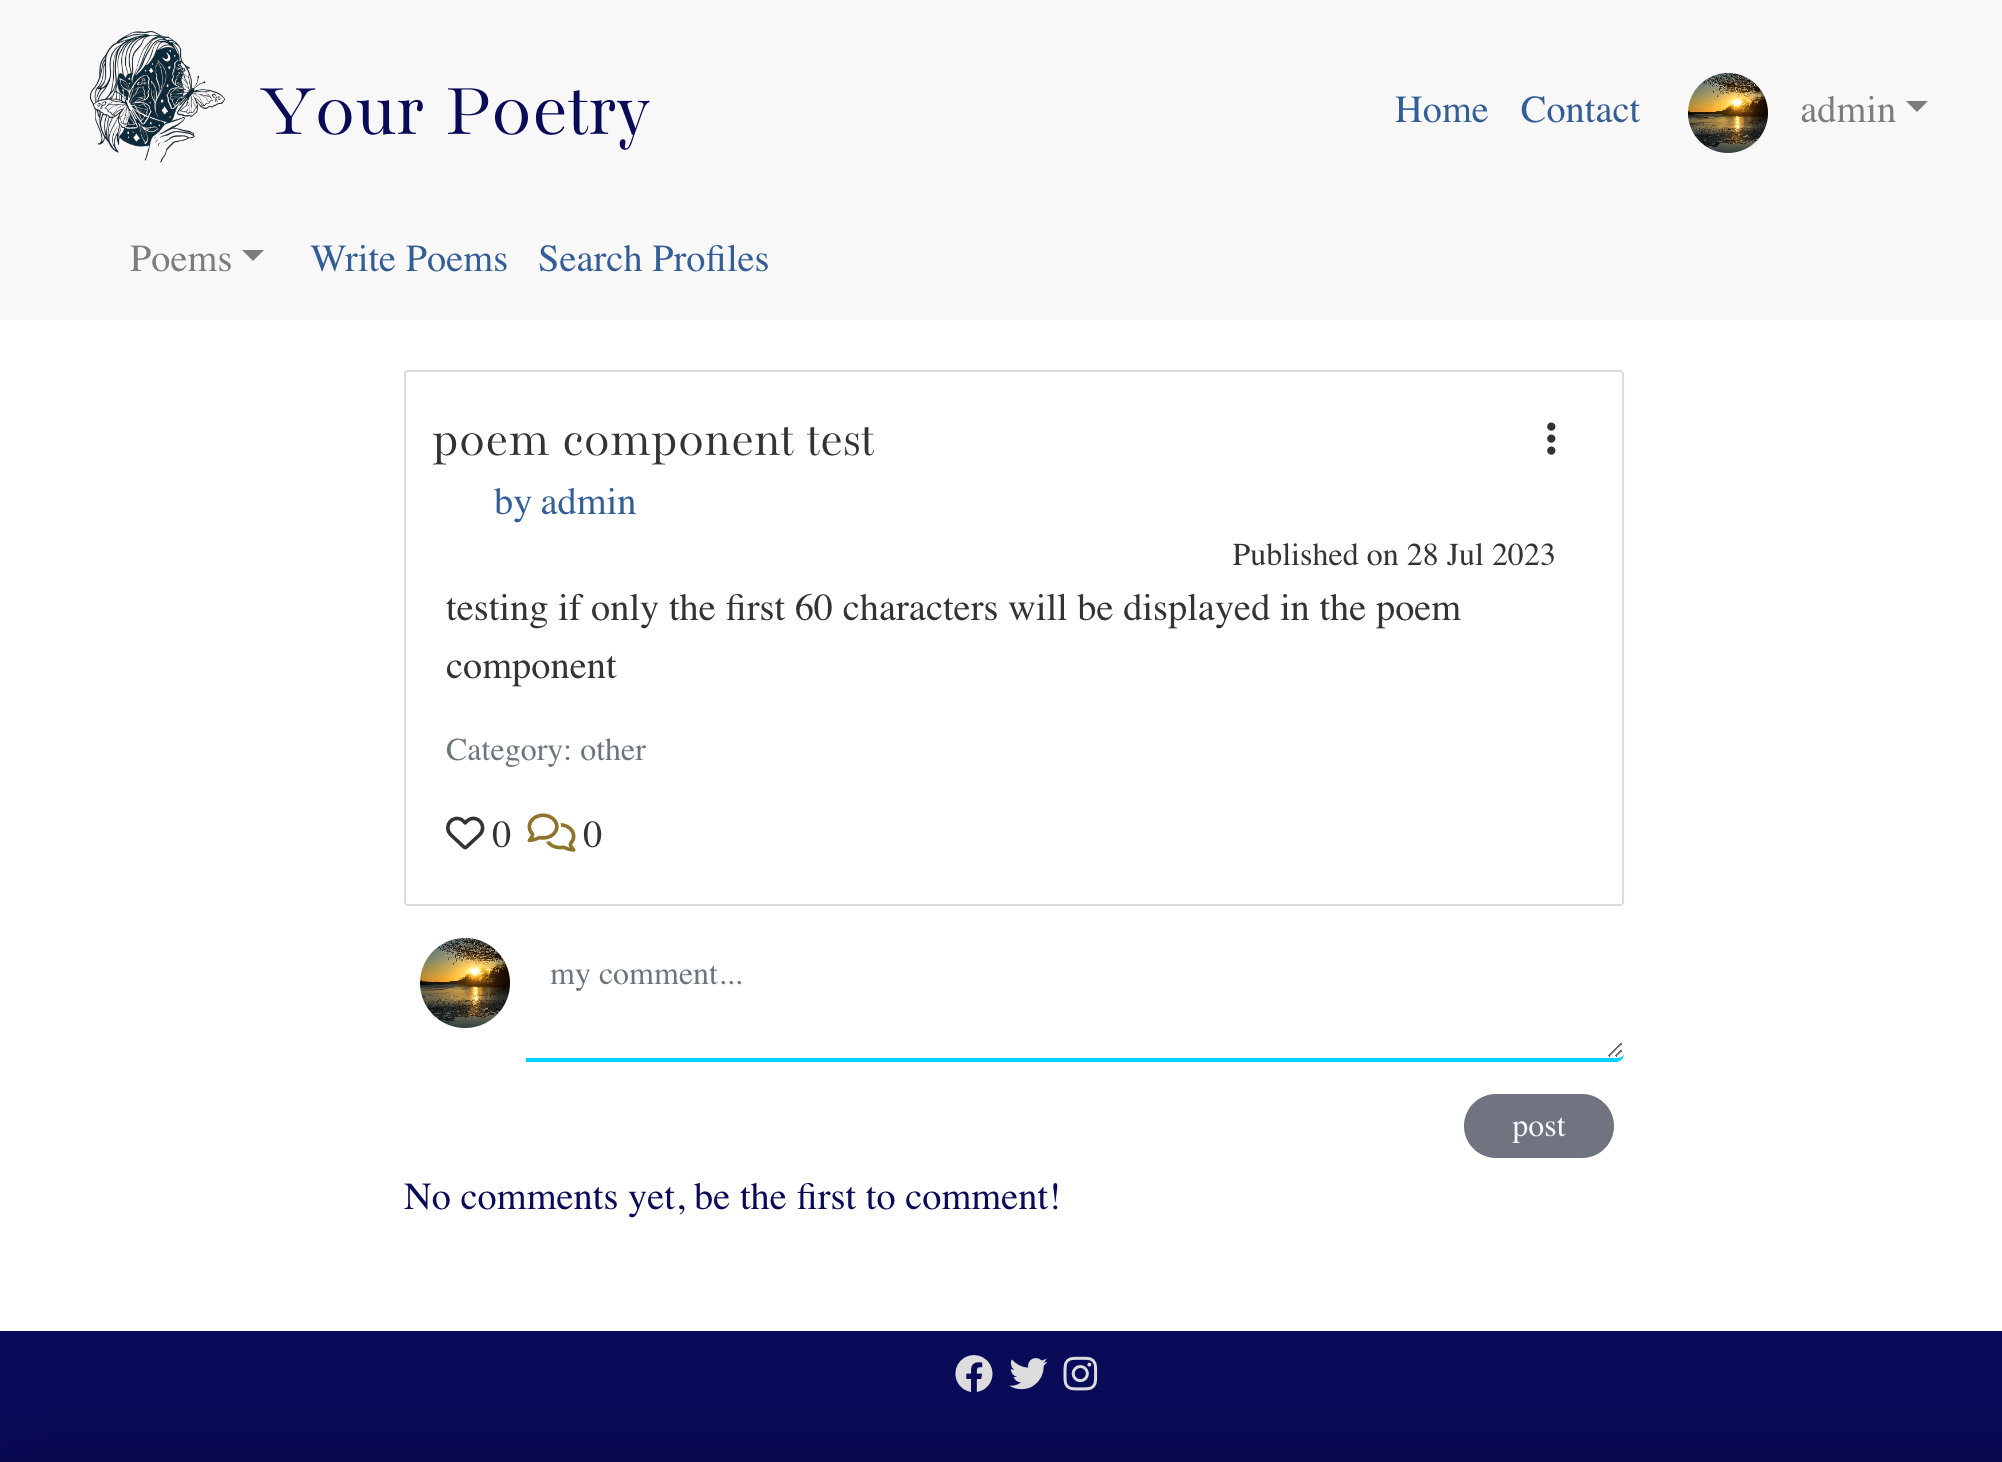 Your Poetry
Home Contact admin
Poems Write Poems Search Profiles
poem component test
by admin
Published on 28 Jul 2023
testing if only the first 60 characters will be displayed in the poem
component
Category: other
0 0
my comment...
post
No comments yet, be the first to comment!